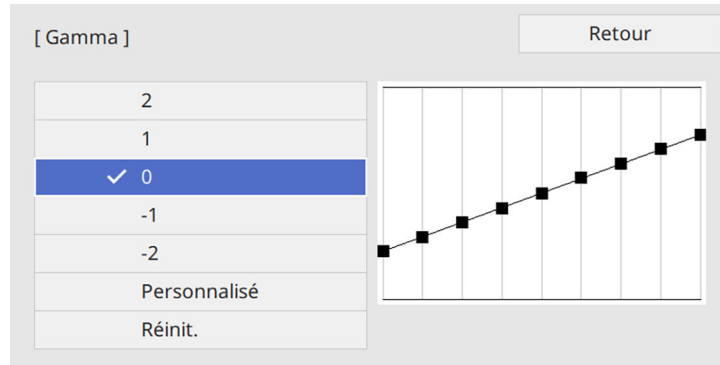 [ Gamma ]
Retour
2
1
0
-1
-2
Personnalisé
Réinit.